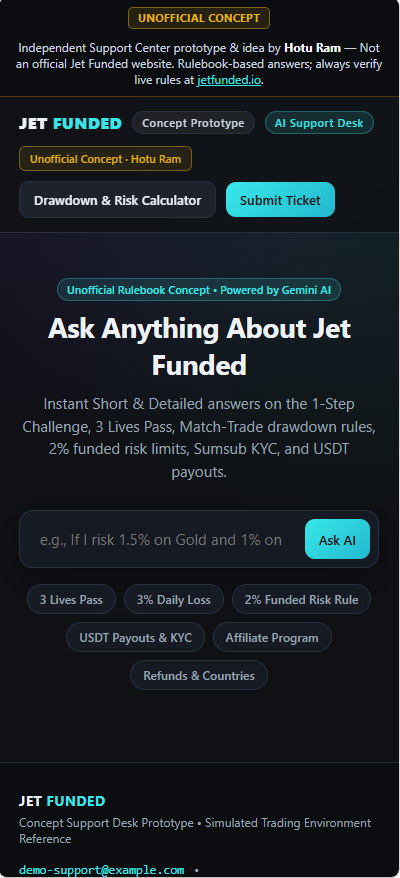 UNOFFICIAL CONCEPT
Independent Support Center prototype & idea by Hotu Ram — Not
an official Jet Funded website. Rulebook-based answers; always verify
live rules at jetfunded.io.
JET FUNDED
Concept Prototype
AI Support Desk
Unofficial Concept · Hotu Ram
Drawdown & Risk Calculator
Submit Ticket
Unofficial Rulebook Concept • Powered by Gemini AI
Ask Anything About Jet
Funded
Instant Short & Detailed answers on the 1-Step
Challenge, 3 Lives Pass, Match-Trade drawdown rules,
2% funded risk limits, Sumsub KYC, and USDT
payouts.
e.g., If I risk 1.5% on Gold and 1% on
Ask AI
3 Lives Pass
3% Daily Loss
2% Funded Risk Rule
USDT Payouts & KYC
Affiliate Program
Refunds & Countries
JET FUNDED
Concept Support Desk Prototype • Simulated Trading Environment
Reference
demo-support@example.com •